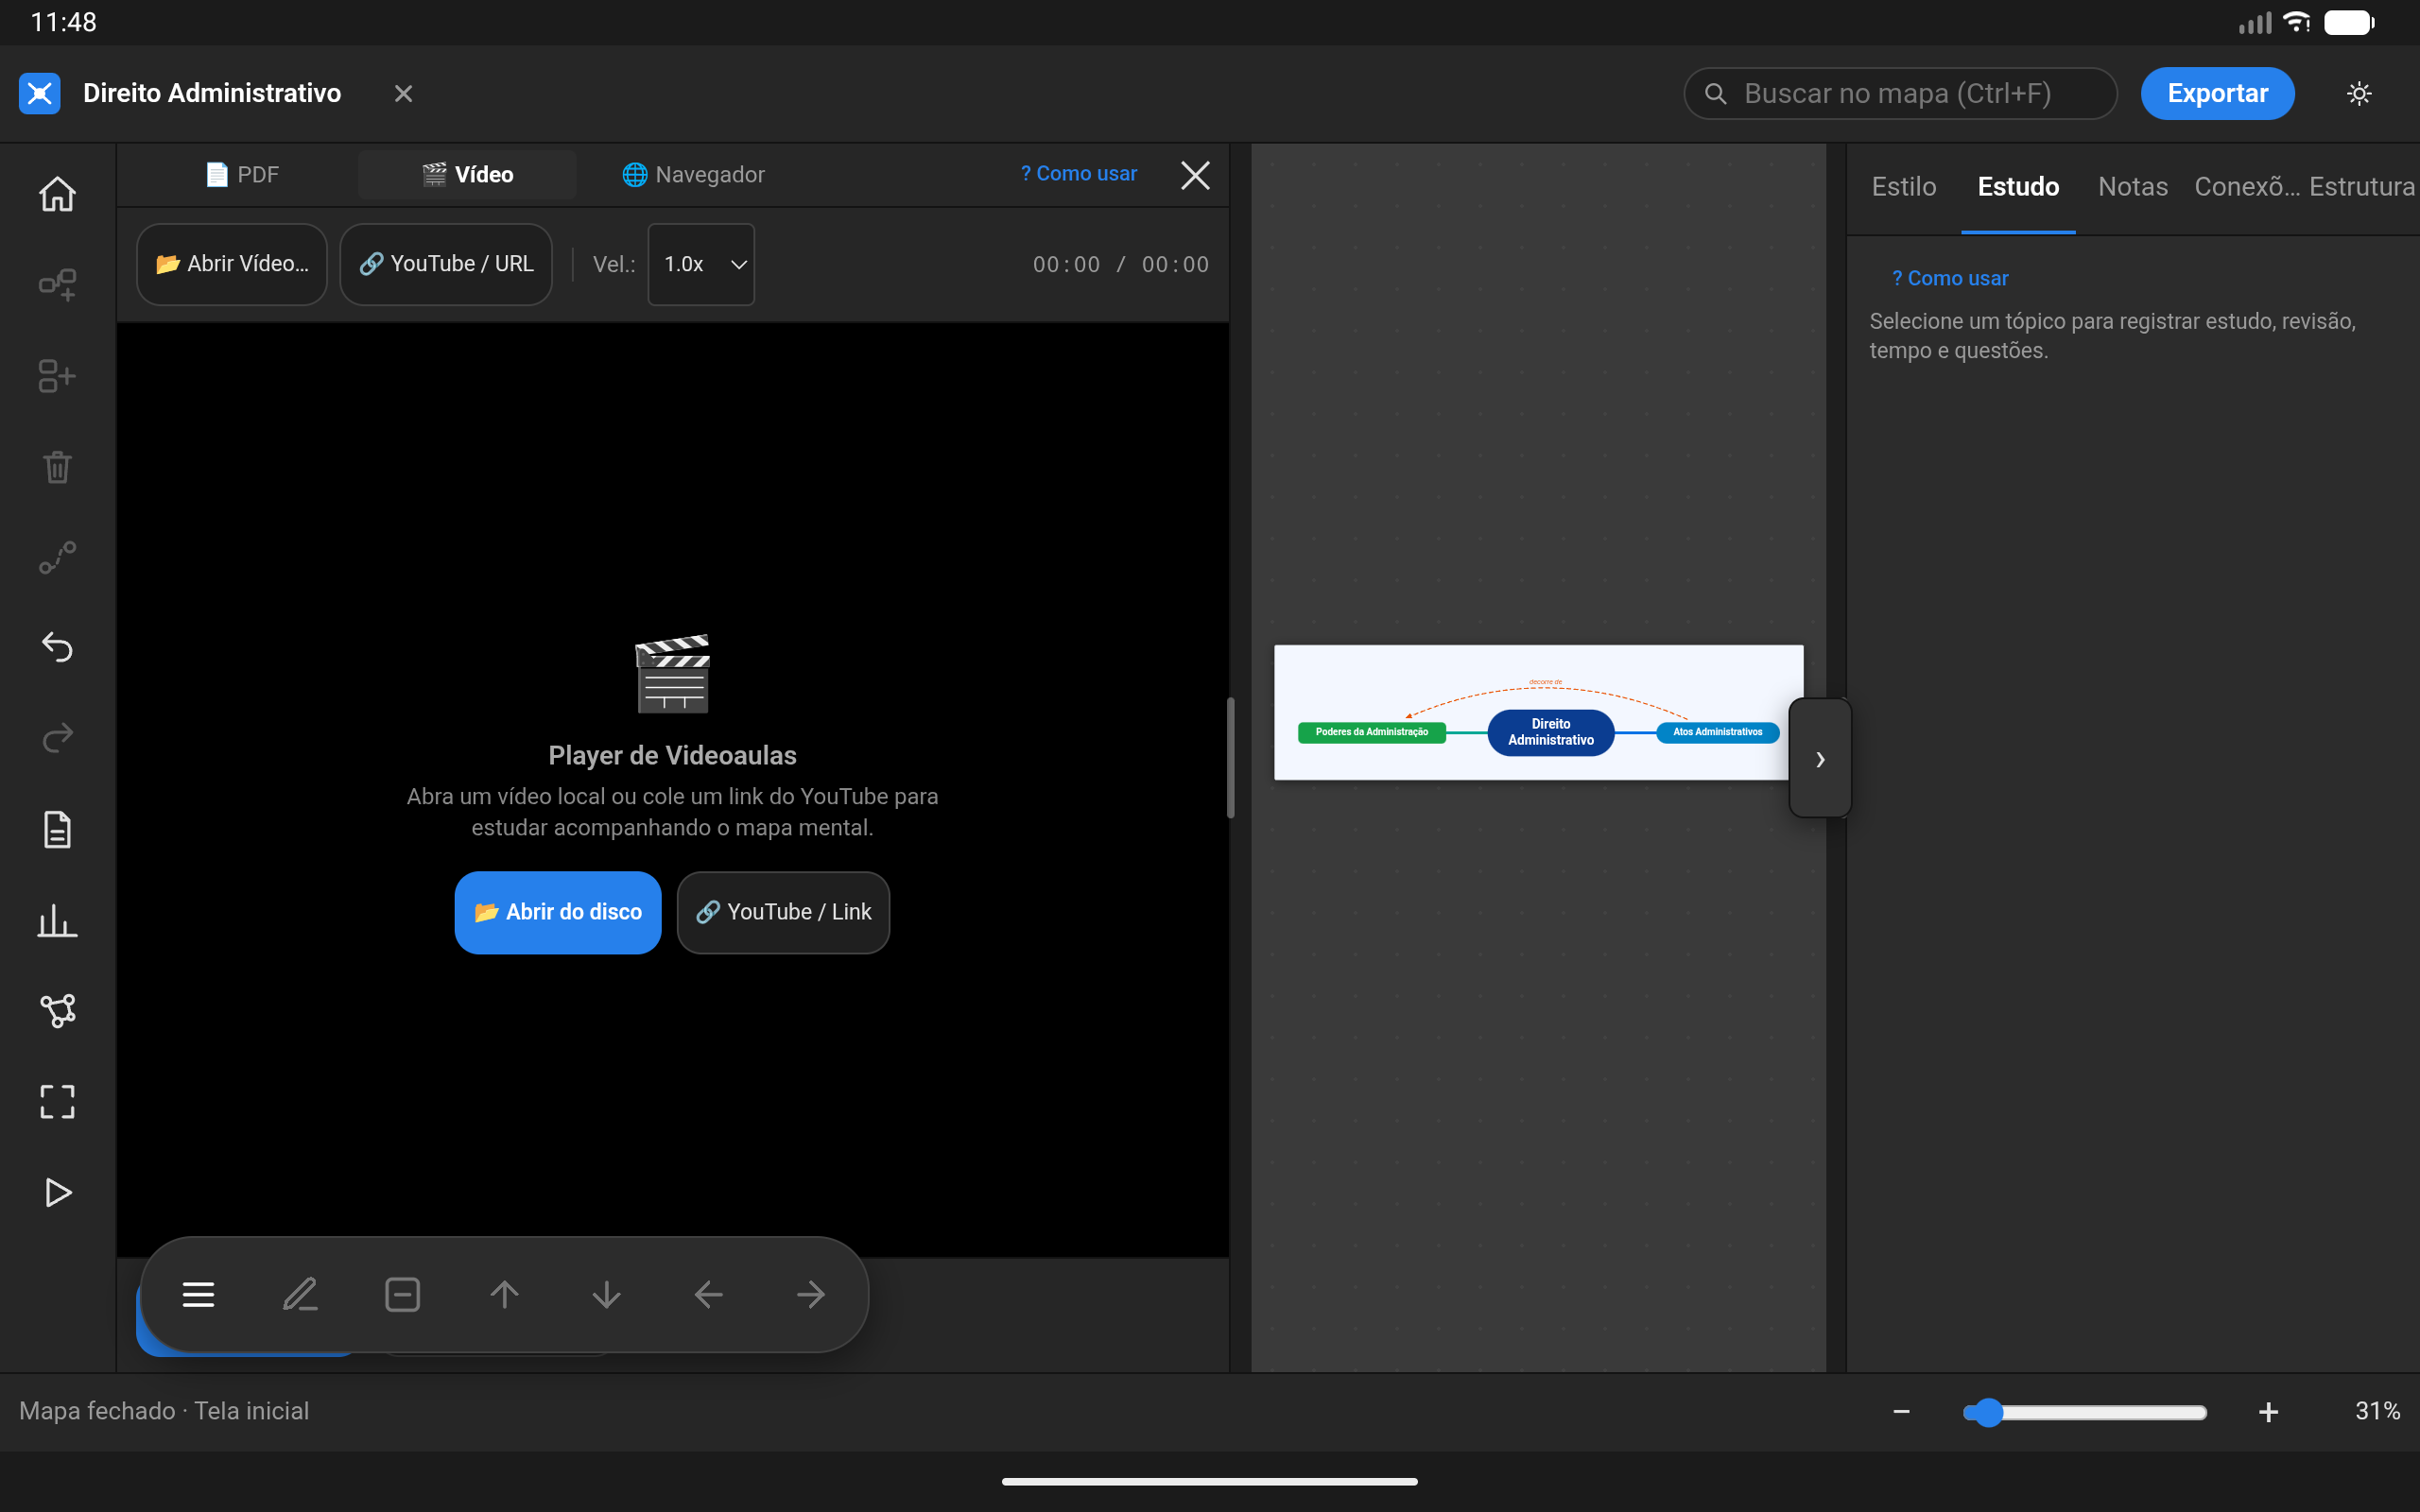 11:48
Direito Administrativo
Buscar no mapa (Ctrl+F)
Exportar
PDF
Vídeo
Navegador
? Como usar
Abrir Vídeo...
YouTube / URL
Vel.:
1.0x
00:00 / 00:00
Player de Videoaulas
Abra um vídeo local ou cole um link do YouTube para
estudar acompanhando o mapa mental.
Abrir do disco
YouTube / Link
decorre de
Poderes da Administração
Direito
Administrativo
Atos Administrativos
Estilo
Estudo
Notas
Conexõ...
Estrutura
? Como usar
Selecione um tópico para registrar estudo, revisão,
tempo e questões.
Mapa fechado · Tela inicial
31%